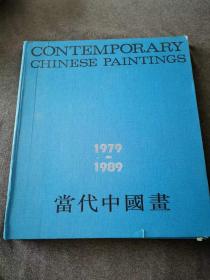 CONTEMPORARY
CHINESE PAINTINGS
1979
-
1989
當代中國畫